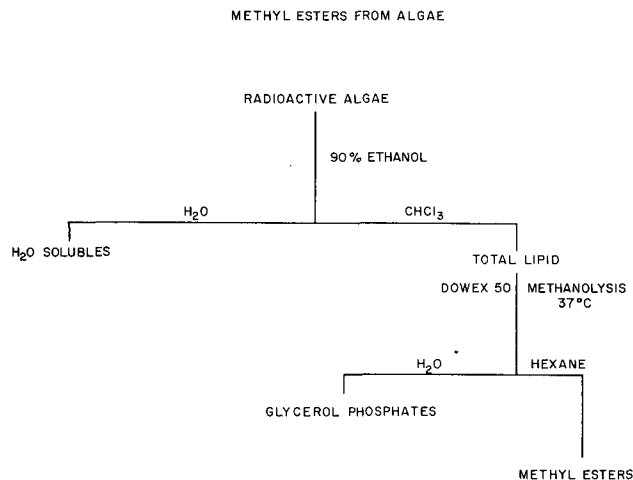 METHYL ESTERS FROM ALGAE
RADIOACTIVE ALGAE
90% ETHANOL
H₂O
CHCl₃
H₂O SOLUBLES
TOTAL LIPID
DOWEX 50
METHANOLYSIS
37°C
H₂O
HEXANE
GLYCEROL PHOSPHATES
METHYL ESTERS